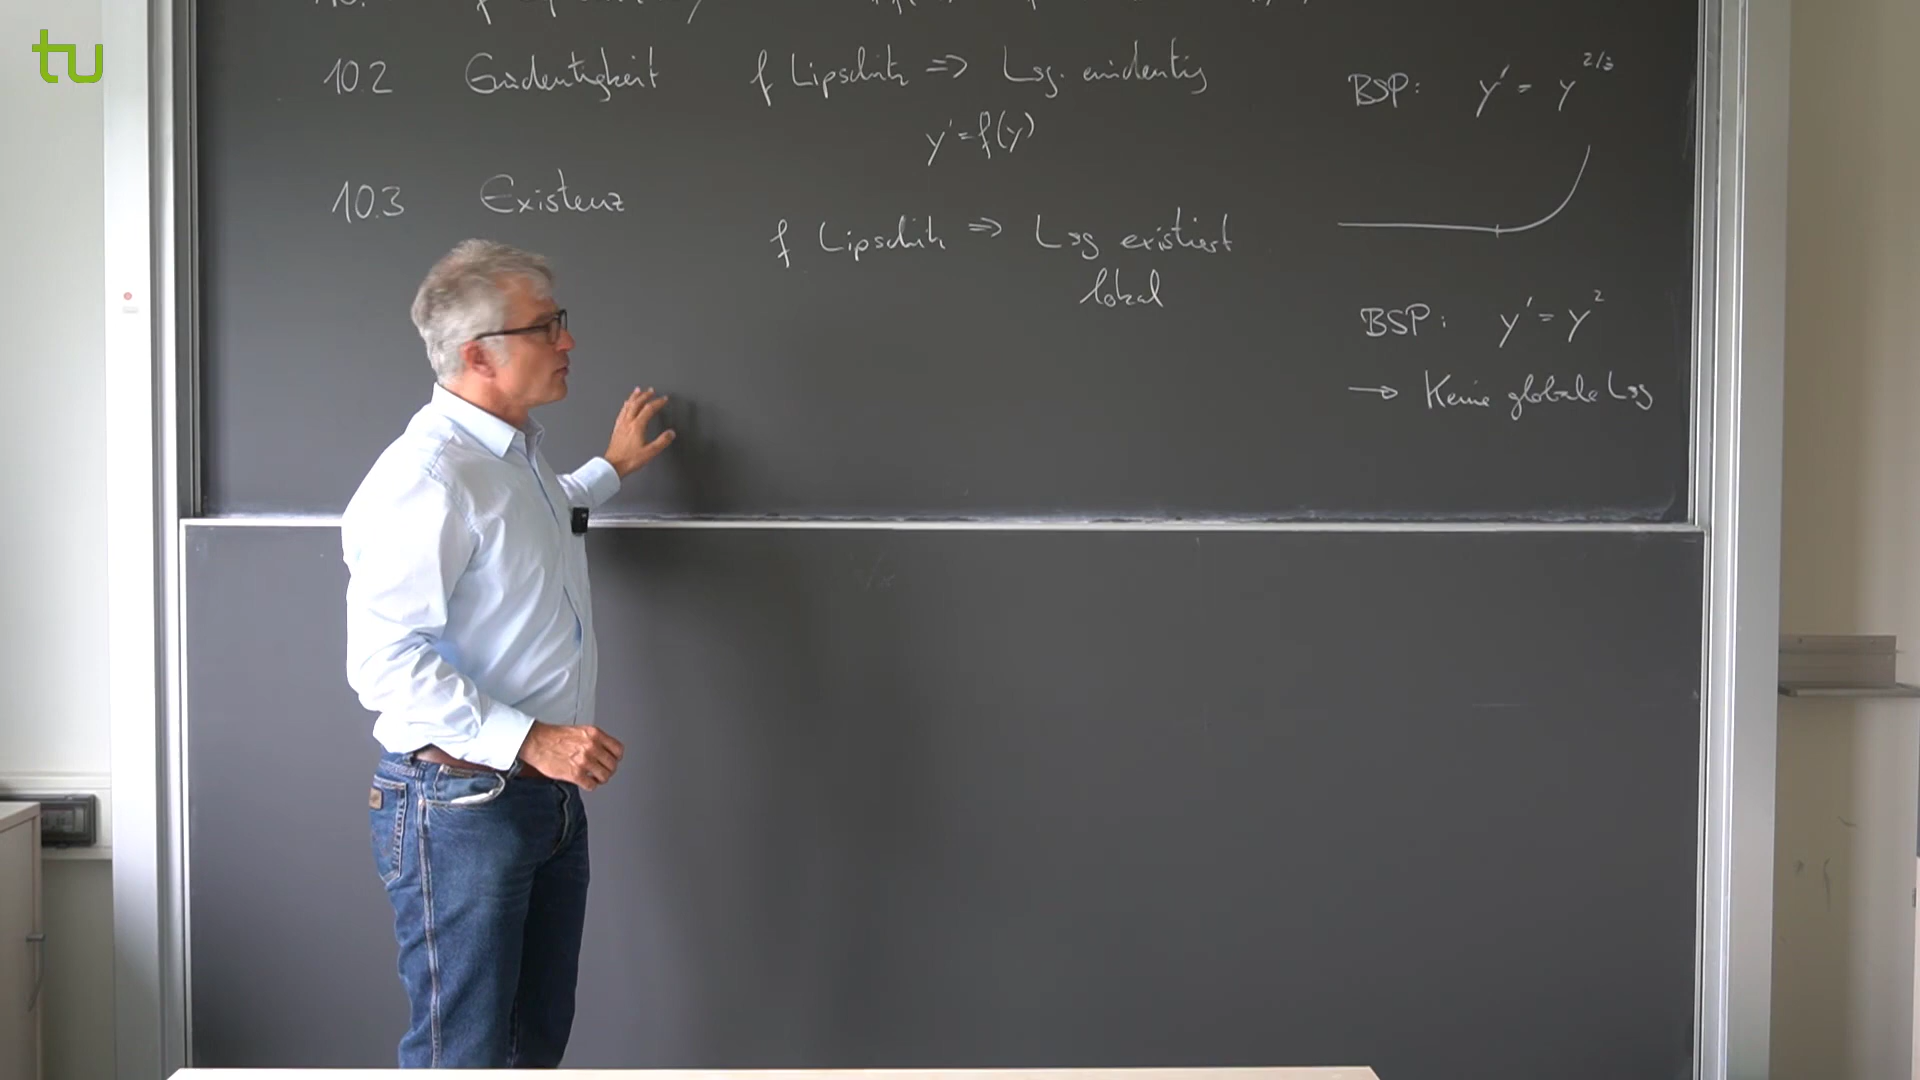 tu
10.2 Eindeutigkeit f Lipschitz => Lsg. eindeutig
y' = f(y)
10.3 Existenz
f Lipschitz => Lsg existiert
lokal
BSP: y' = y^2/3
BSP: y' = y^2
→ Keine globale Lsg